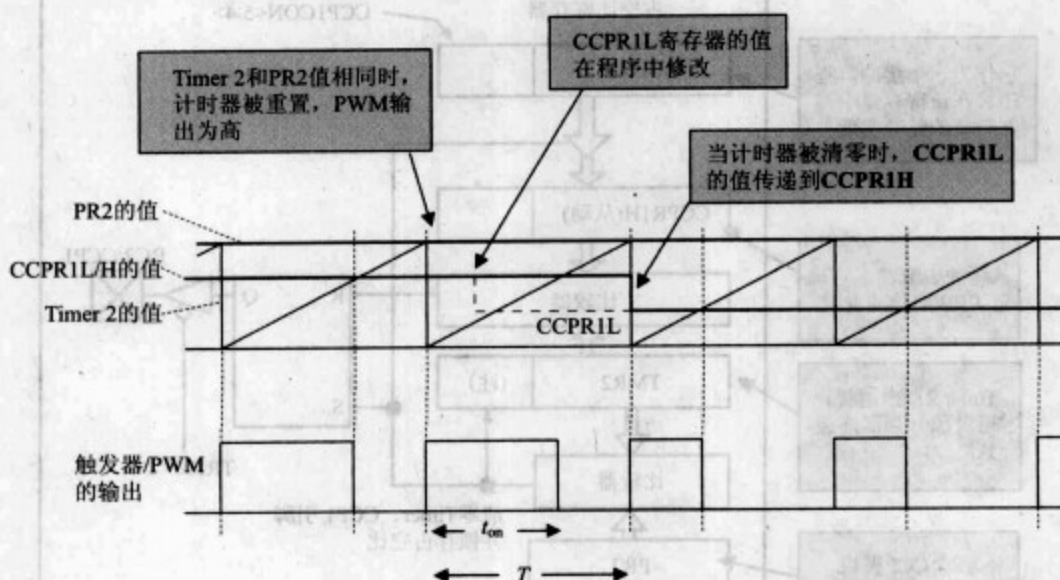 CCP1CON<5:4>
Timer 2和PR2值相同时，
计时器被重置，PWM输
出为高
CCPR1L寄存器的值
在程序中修改
当计时器被清零时，CCPR1L
的值传递到CCPR1H
PR2的值
CCPR1L/H的值
Timer 2的值
CCPR1L
触发器/PWM
的输出
ton
T